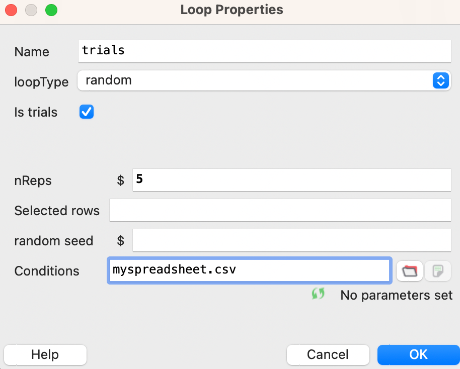 Loop Properties
Name trials
loopType random
Is trials
nReps $ 5
Selected rows
random seed $
Conditions myspreadsheet.csv
No parameters set
Help Cancel OK